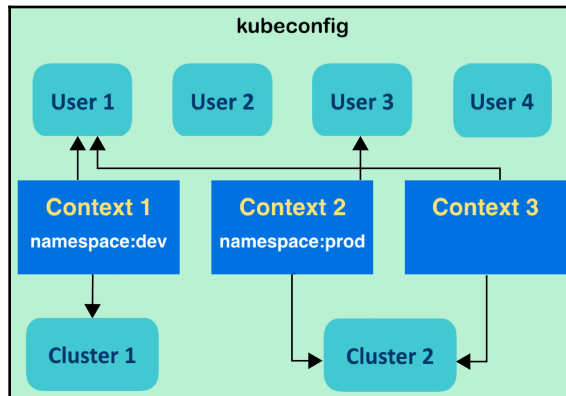 kubeconfig
User 1
User 2
User 3
User 4
Context 1
namespace:dev
Context 2
namespace:prod
Context 3
Cluster 1
Cluster 2